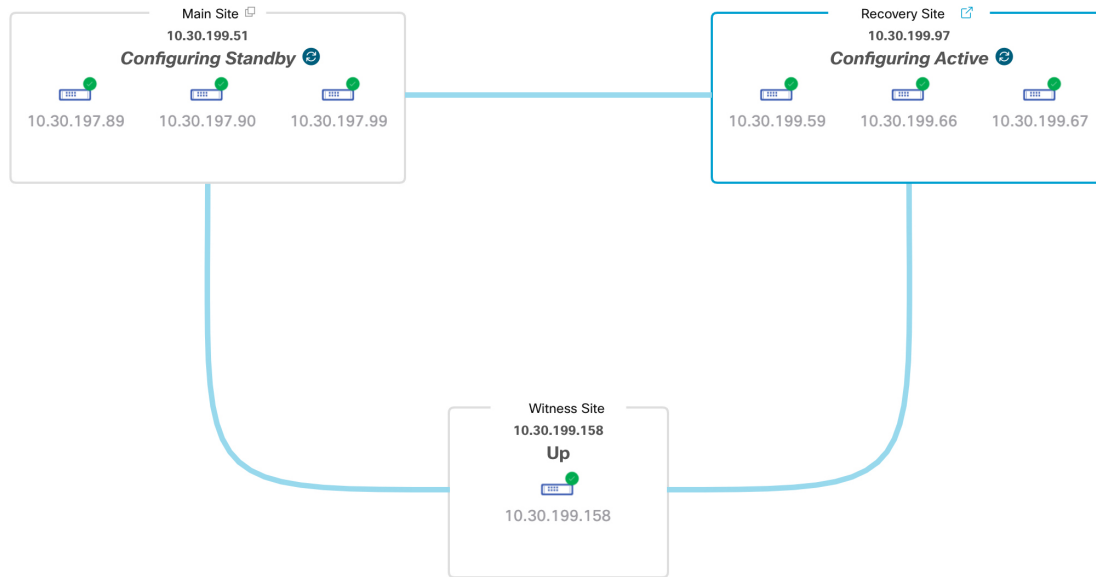 Main Site
10.30.199.51
Configuring Standby
10.30.197.89 10.30.197.90 10.30.197.99
Recovery Site
10.30.199.97
Configuring Active
10.30.199.59 10.30.199.66 10.30.199.67
Witness Site
10.30.199.158
Up
10.30.199.158